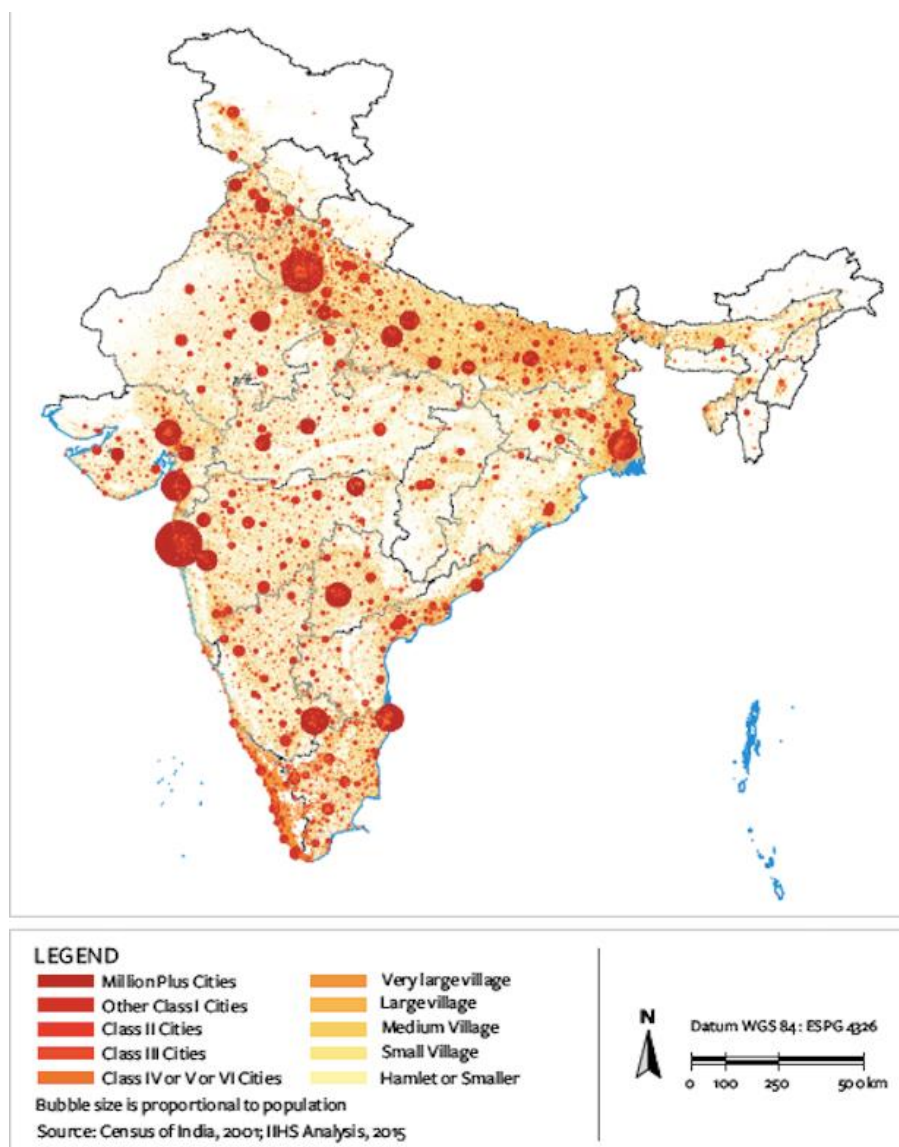 LEGEND
Million Plus Cities
Other Class I Cities
Class II Cities
Class III Cities
Class IV or V or VI Cities
Very large village
Large village
Medium Village
Small Village
Hamlet or Smaller
Bubble size is proportional to population
Source: Census of India, 2001; IIHS Analysis, 2015
N
Datum WGS 84: ESPG 4326
0 100 250 500 km